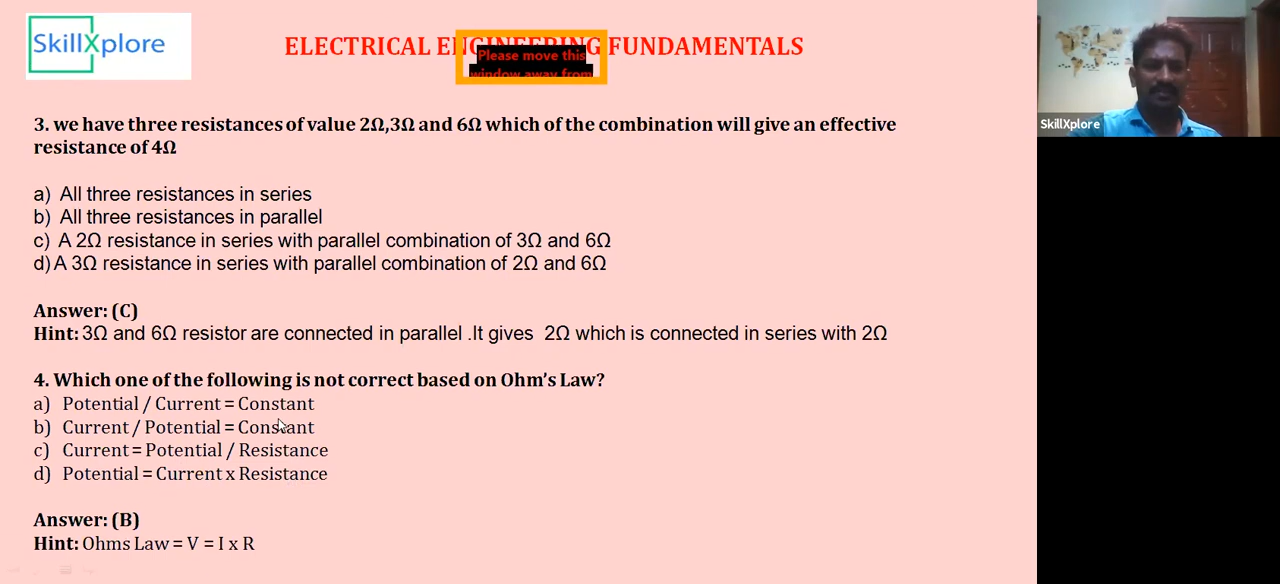 SkillXplore
ELECTRICAL ENGINEERING FUNDAMENTALS
Please move this
window away from
3. we have three resistances of value 2Ω,3Ω and 6Ω which of the combination will give an effective
resistance of 4Ω
a) All three resistances in series
b) All three resistances in parallel
c) A 2Ω resistance in series with parallel combination of 3Ω and 6Ω
d) A 3Ω resistance in series with parallel combination of 2Ω and 6Ω
Answer: (C)
Hint: 3Ω and 6Ω resistor are connected in parallel .It gives 2Ω which is connected in series with 2Ω
4. Which one of the following is not correct based on Ohm's Law?
a) Potential / Current = Constant
b) Current / Potential = Constant
c) Current = Potential / Resistance
d) Potential = Current x Resistance
Answer: (B)
Hint: Ohms Law = V = I x R
SkillXplore